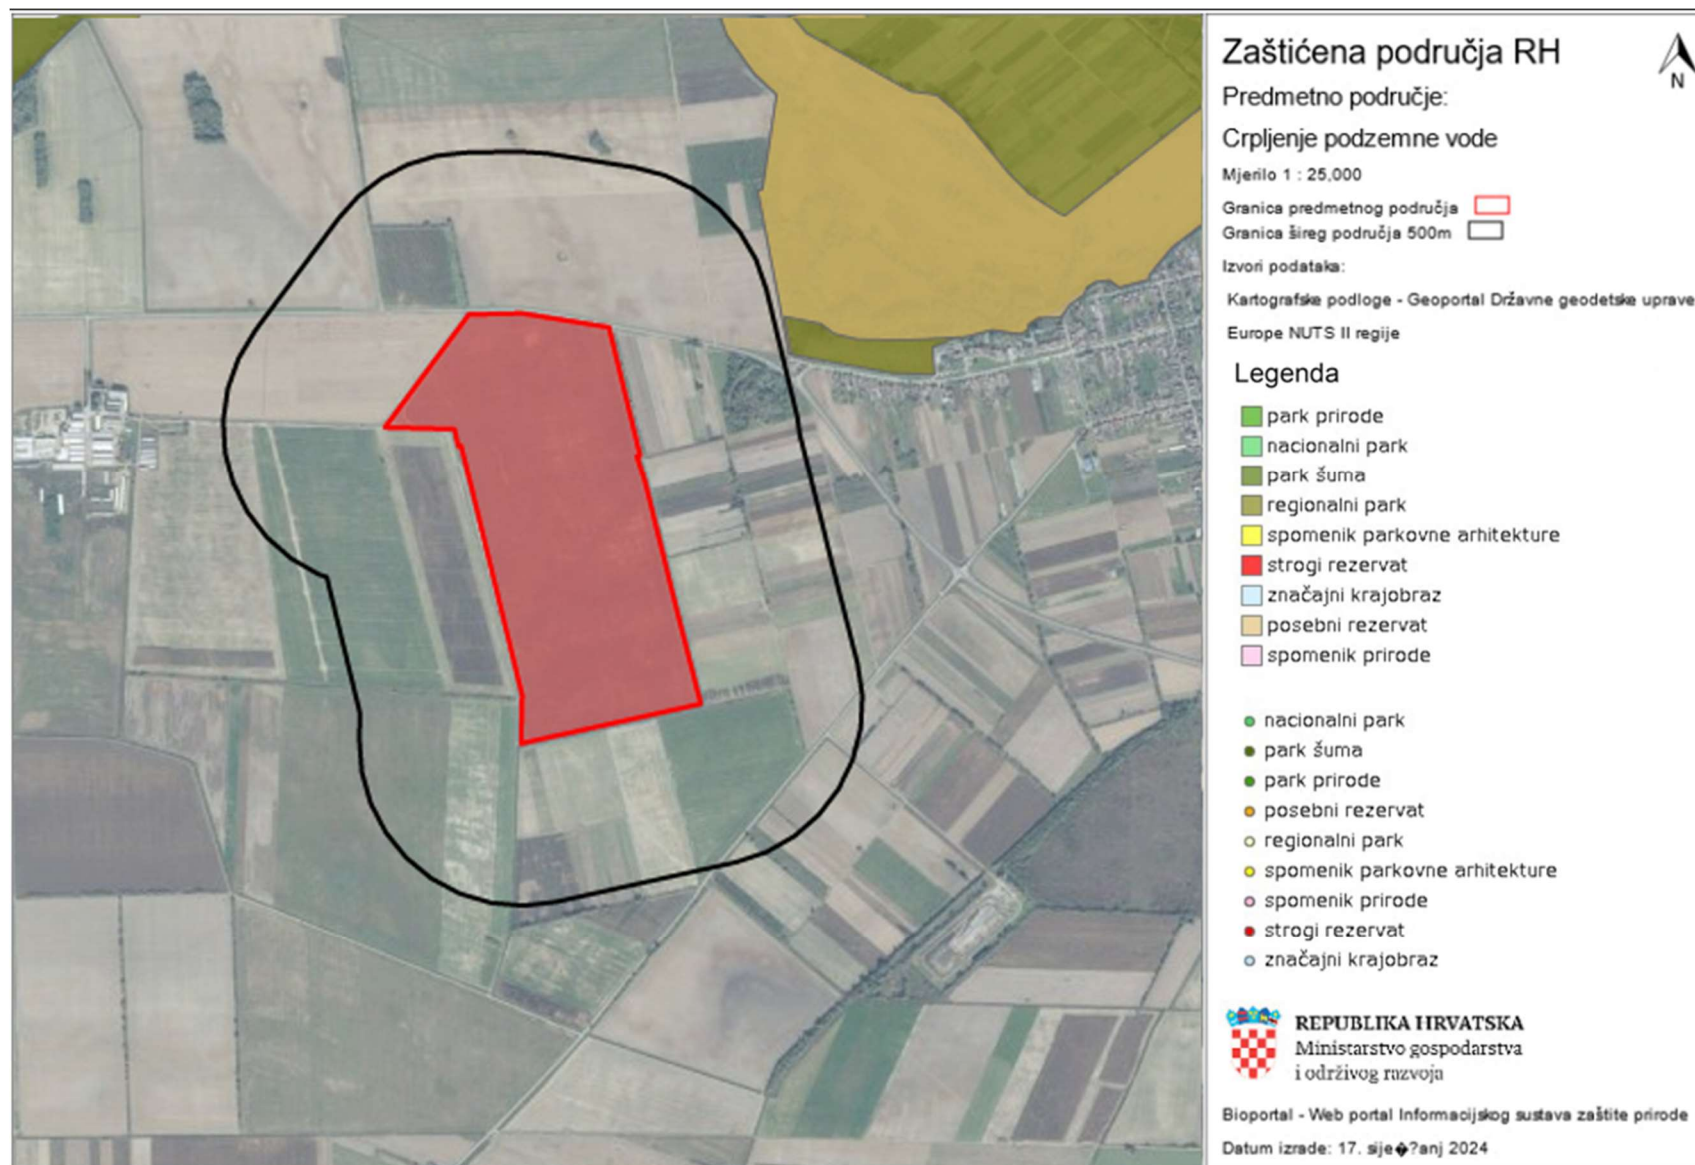 Zaštićena područja RH
N
Predmetno područje:
Crpljenje podzemne vode
Mjerilo 1 : 25,000
Granica predmetnog područja
Granica šireg područja 500m
Izvori podataka:
Kartografske podloge - Geoportal Državne geodetske uprave
Europe NUTS II regije
Legenda
park prirode
nacionalni park
park šuma
regionalni park
spomenik parkovne arhitekture
strogi rezervat
značajni krajobraz
posebni rezervat
spomenik prirode
nacionalni park
park šuma
park prirode
posebni rezervat
regionalni park
spomenik parkovne arhitekture
spomenik prirode
strogi rezervat
značajni krajobraz
REPUBLIKA HRVATSKA
Ministarstvo gospodarstva
i održivog razvoja
Bioportal - Web portal Informacijskog sustava zaštite prirode
Datum izrade: 17. sije�?anj 2024